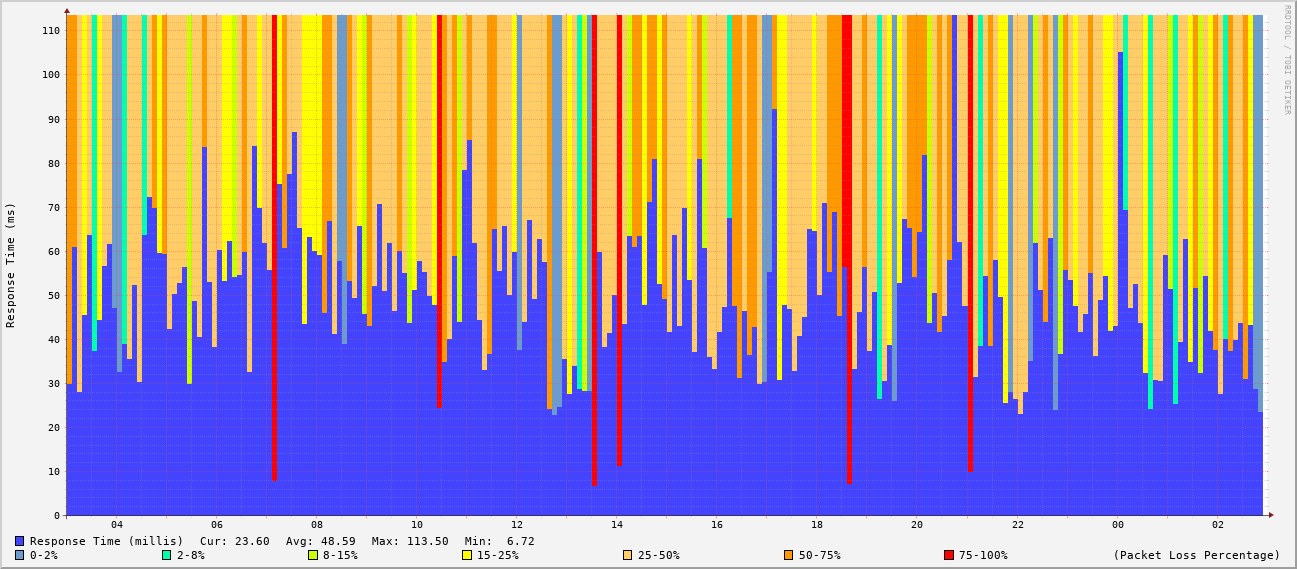 RRDTOOL / TOBI OETIKER
Response Time (ms)
110
100
90
80
70
60
50
40
30
20
10
0
04 06 08 10 12 14 16 18 20 22 00 02
Response Time (millis) Cur: 23.60 Avg: 48.59 Max: 113.50 Min: 6.72
0-2% 2-8% 8-15% 15-25% 25-50% 50-75% 75-100% (Packet Loss Percentage)